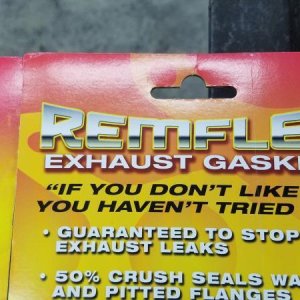 REMFLE
EXHAUST GASK
"IF YOU DON'T LIKE
YOU HAVEN'T TRIED
• GUARANTEED TO STOP
EXHAUST LEAKS
• 50% CRUSH SEALS WA
AND PITTED FLANGES